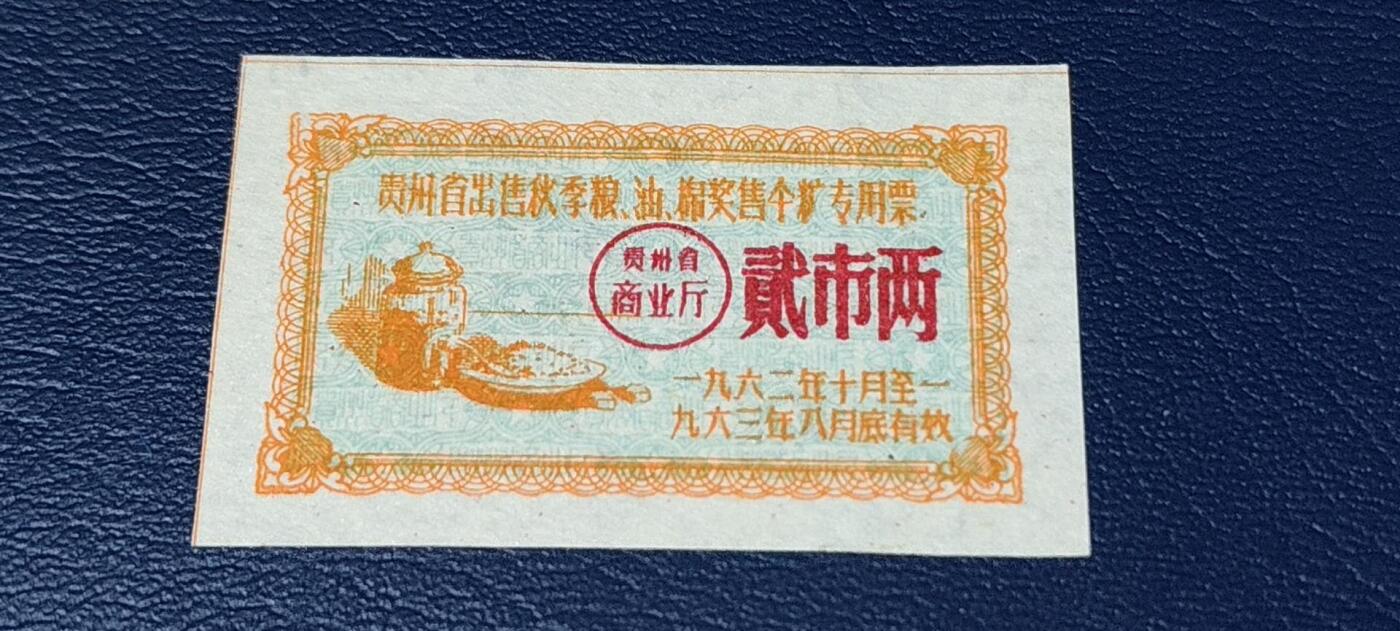 贵州省出售秋季粮、油、棉奖售专用票
贵州省
商业厅
贰市两
一九六二年十月至一
九六三年八月底有效